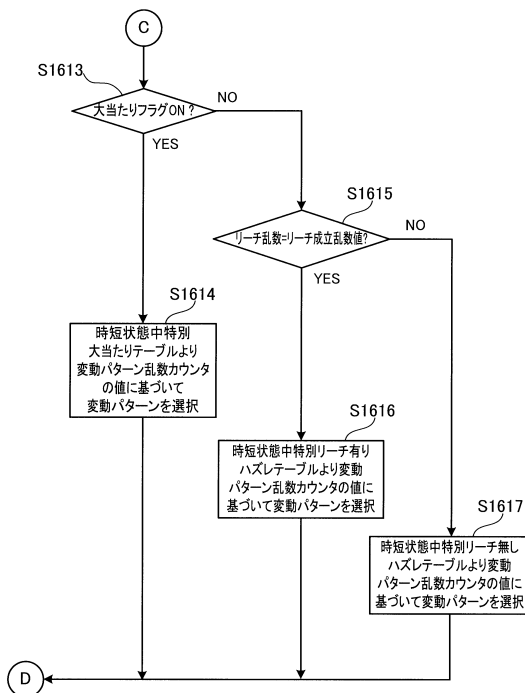 C
S1613
大当たりフラグON？
NO
YES
S1615
リーチ乱数=リーチ成立乱数値?
NO
YES
S1614
時短状態中特別
大当たりテーブルより
変動パターン乱数カウンタ
の値に基づいて
変動パターンを選択
S1616
時短状態中特別リーチ有り
ハズレテーブルより変動
パターン乱数カウンタの値に
基づいて変動パターンを選択
S1617
時短状態中特別リーチ無し
ハズレテーブルより変動
パターン乱数カウンタの値に
基づいて変動パターンを選択
D